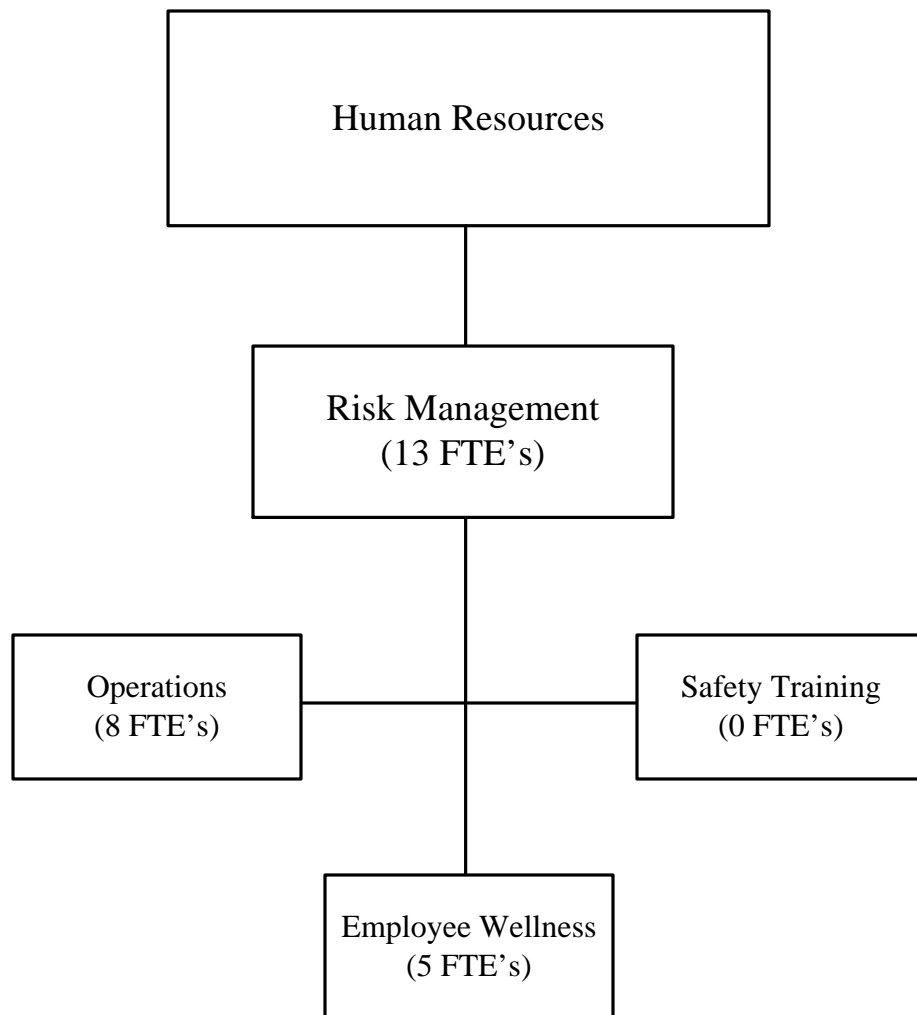 Human Resources
Risk Management
(13 FTE’s)
Operations
(8 FTE’s)
Safety Training
(0 FTE’s)
Employee Wellness
(5 FTE’s)